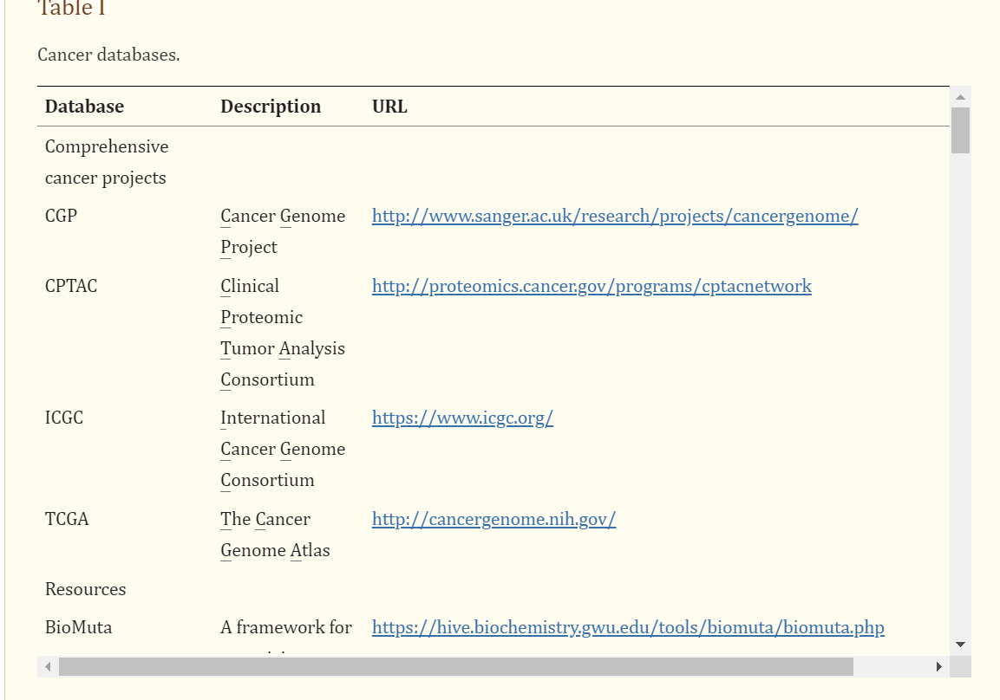 Table I
Cancer databases.
Database Description URL
Comprehensive
cancer projects
CGP Cancer Genome http://www.sanger.ac.uk/research/projects/cancergenome/
Project
CPTAC Clinical http://proteomics.cancer.gov/programs/cptacnetwork
Proteomic
Tumor Analysis
Consortium
ICGC International https://www.icgc.org/
Cancer Genome
Consortium
TCGA The Cancer http://cancergenome.nih.gov/
Genome Atlas
Resources
BioMuta A framework for https://hive.biochemistry.gwu.edu/tools/biomuta/biomuta.php